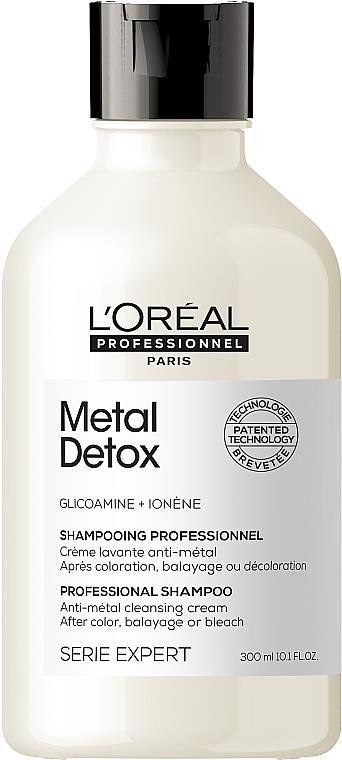 L'ORÉAL
PROFESSIONNEL
PARIS
Metal
Detox
TECHNOLOGIE
PATENTED
TECHNOLOGY
BREVETÉE
GLICOAMINE + IONÈNE
SHAMPOOING PROFESSIONNEL
Crème lavante anti-métal
Après coloration, balayage ou décoloration
PROFESSIONAL SHAMPOO
Anti-métal cleansing cream
After color, balayage or bleach
SERIE EXPERT
300 ml 10.1 FL.OZ.